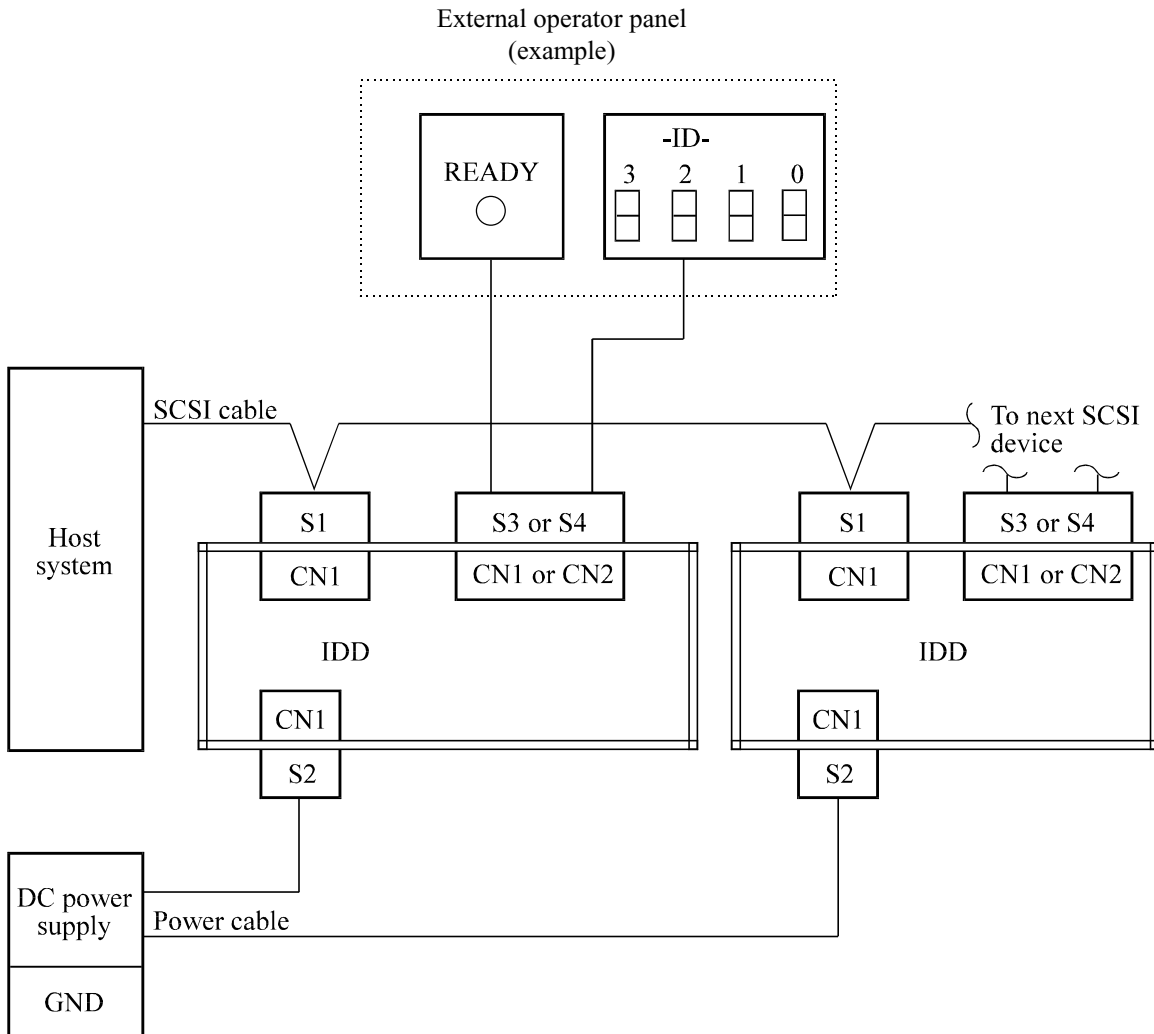 External operator panel
(example)
READY
-ID-
3 2 1 0
SCSI cable
To next SCSI
device
Host
system
S1
S3 or S4
S1
S3 or S4
CN1
CN1 or CN2
CN1
CN1 or CN2
IDD
IDD
CN1
CN1
S2
S2
DC power
supply
Power cable
GND